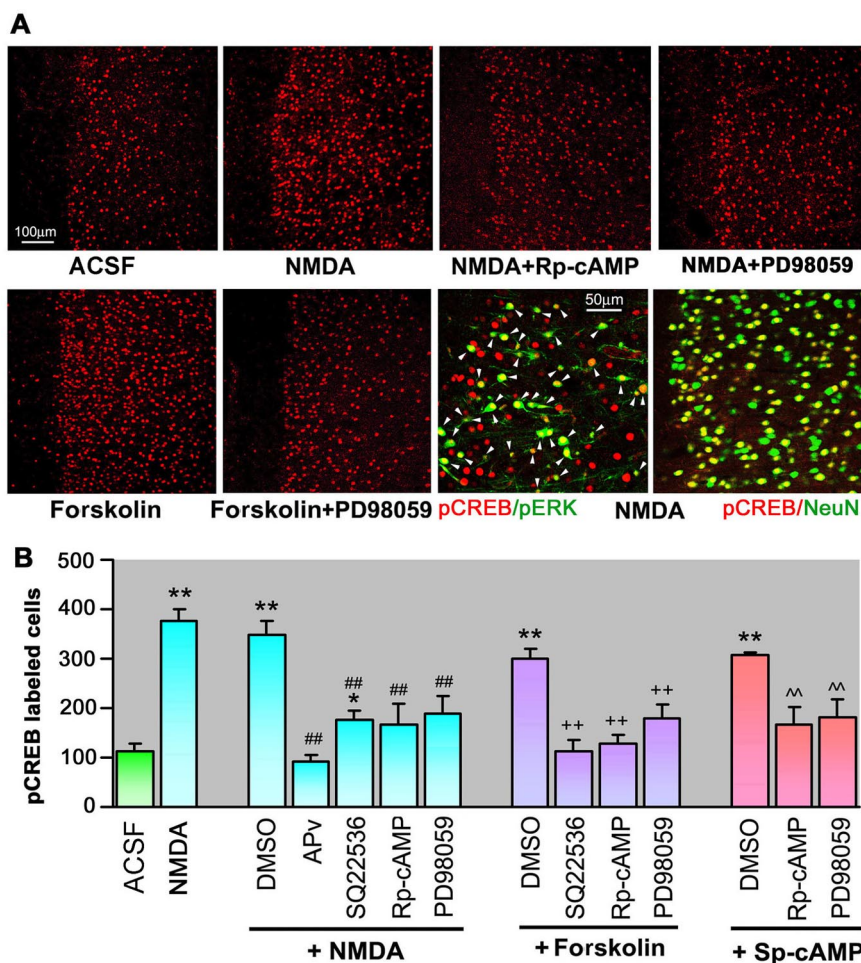 A
100µm
ACSF
NMDA
NMDA+Rp-cAMP
NMDA+PD98059
50µm
Forskolin
Forskolin+PD98059
pCREB/pERK
NMDA
pCREB/NeuN
B
pCREB labeled cells
500
400
300
200
100
0
**
**
##
##
*
##
##
**
++
++
++
**
^^
^^
ACSF
NMDA
DMSO
APv
SQ22536
Rp-cAMP
PD98059
DMSO
SQ22536
Rp-cAMP
PD98059
DMSO
Rp-cAMP
PD98059
+ NMDA
+ Forskolin
+ Sp-cAMP